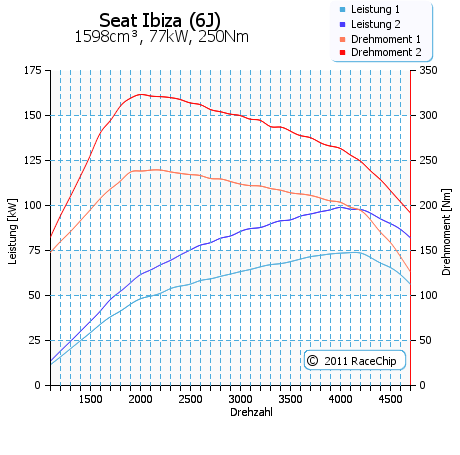 Seat Ibiza (6J)
1598cm³, 77kW, 250Nm
Leistung 1
Leistung 2
Drehmoment 1
Drehmoment 2
175
150
125
100
75
50
25
0
Leistung [kW]
350
300
250
200
150
100
50
0
Drehmoment [Nm]
1500
2000
2500
3000
3500
4000
4500
Drehzahl
© 2011 RaceChip